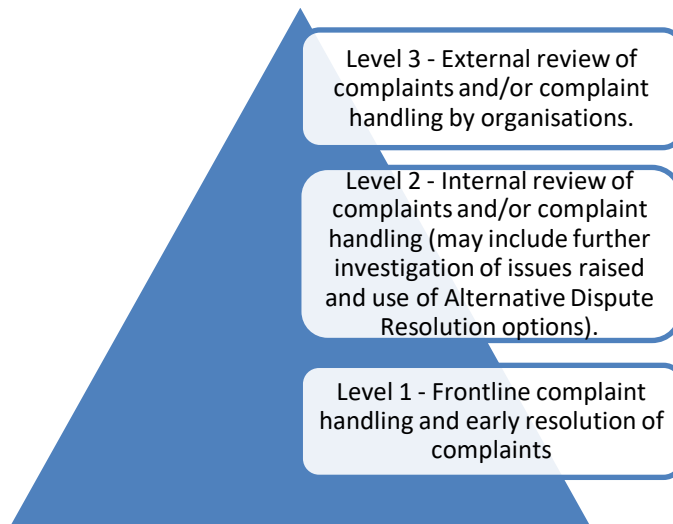 Level 3 - External review of
complaints and/or complaint
handling by organisations.
Level 2 - Internal review of
complaints and/or complaint
handling (may include further
investigation of issues raised
and use of Alternative Dispute
Resolution options).
Level 1 - Frontline complaint
handling and early resolution of
complaints